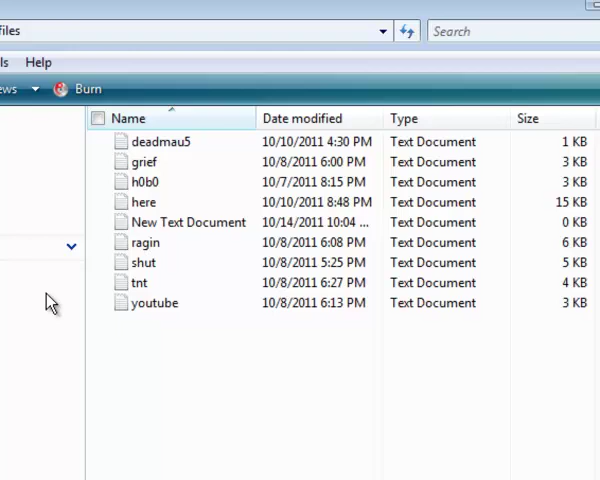 files
Search
ls Help
ews Burn
Name Date modified Type Size
deadmau5 10/10/2011 4:30 PM Text Document 1 KB
grief 10/8/2011 6:00 PM Text Document 3 KB
h0b0 10/7/2011 8:15 PM Text Document 3 KB
here 10/10/2011 8:48 PM Text Document 15 KB
New Text Document 10/14/2011 10:04 ... Text Document 0 KB
ragin 10/8/2011 6:08 PM Text Document 6 KB
shut 10/8/2011 5:25 PM Text Document 5 KB
tnt 10/8/2011 6:27 PM Text Document 4 KB
youtube 10/8/2011 6:13 PM Text Document 3 KB